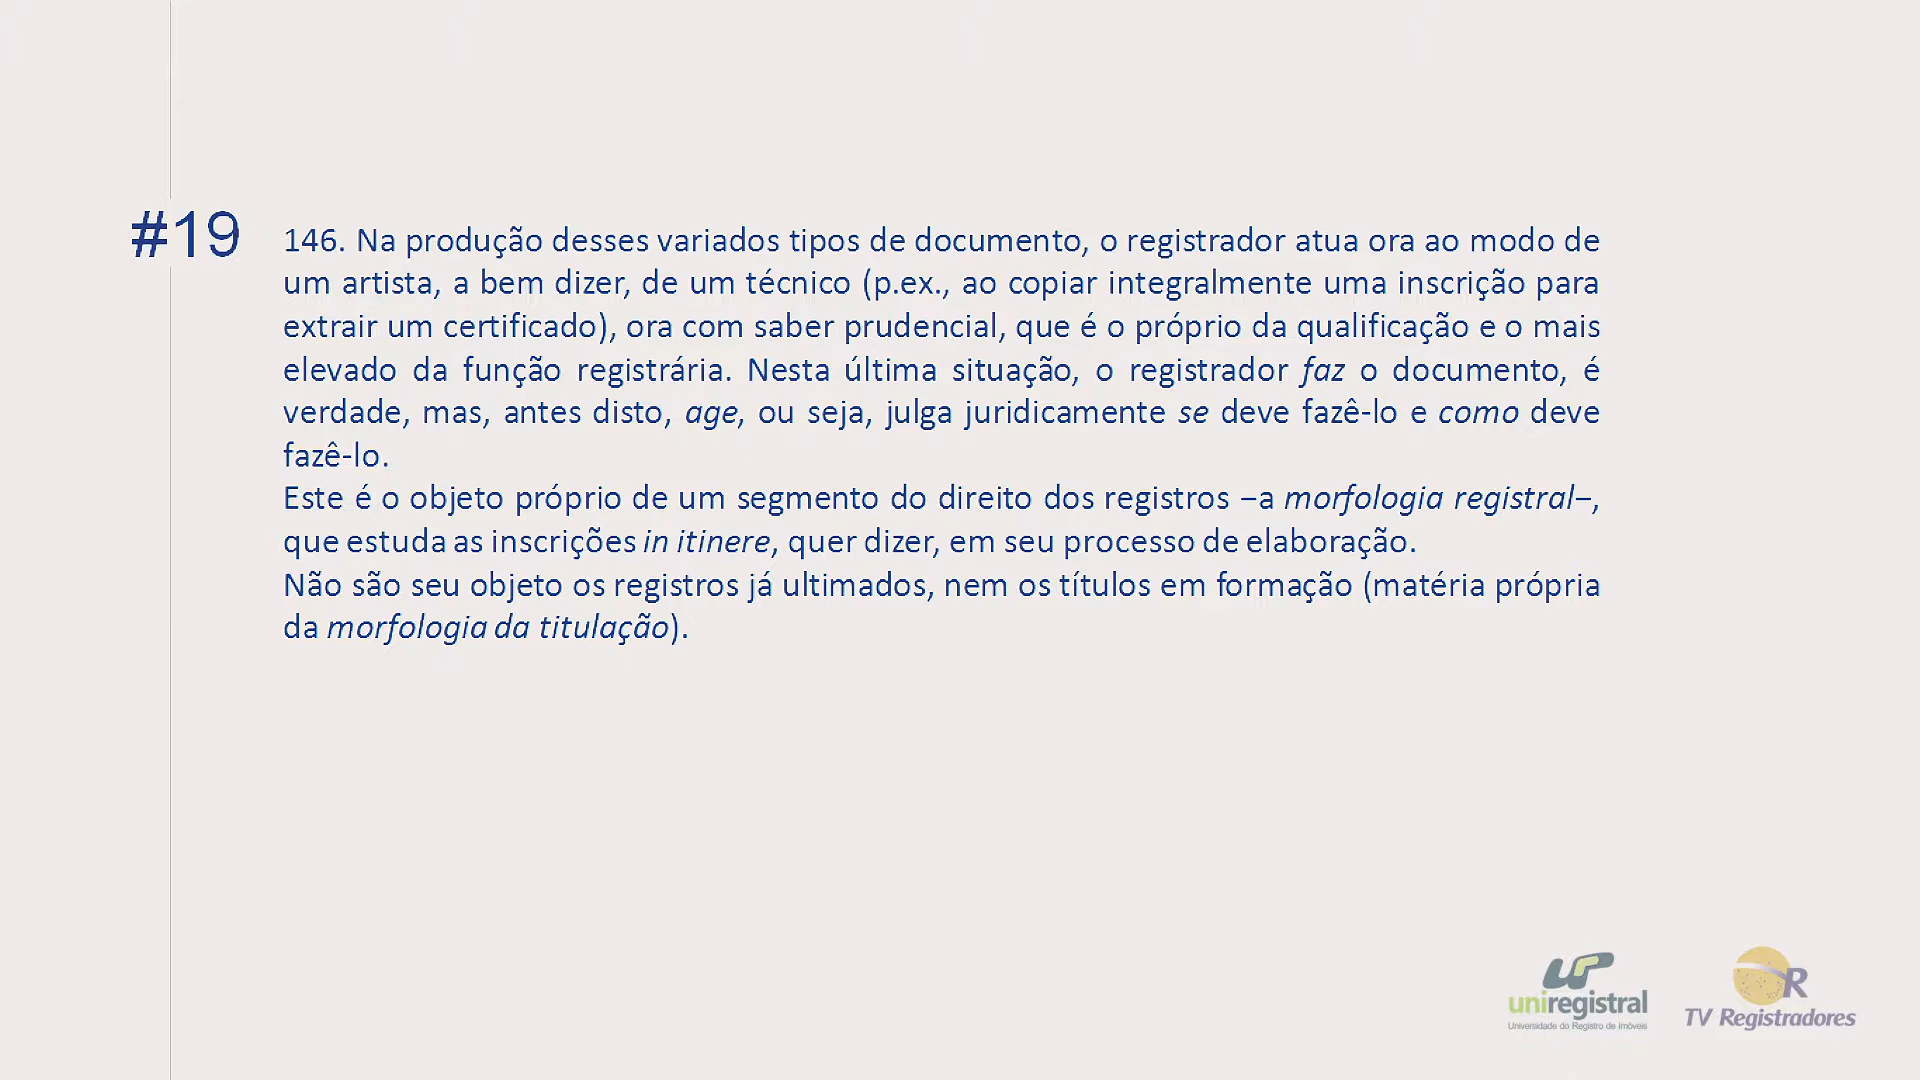 #19
146. Na produção desses variados tipos de documento, o registrador atua ora ao modo de
um artista, a bem dizer, de um técnico (p.ex., ao copiar integralmente uma inscrição para
extrair um certificado), ora com saber prudencial, que é o próprio da qualificação e o mais
elevado da função registrária. Nesta última situação, o registrador faz o documento, é
verdade, mas, antes disto, age, ou seja, julga juridicamente se deve fazê-lo e como deve
fazê-lo.
Este é o objeto próprio de um segmento do direito dos registros −a morfologia registral−,
que estuda as inscrições in itinere, quer dizer, em seu processo de elaboração.
Não são seu objeto os registros já ultimados, nem os títulos em formação (matéria própria
da morfologia da titulação).
uniregistral
Universidade do Registro de Imóveis
R
TV Registradores